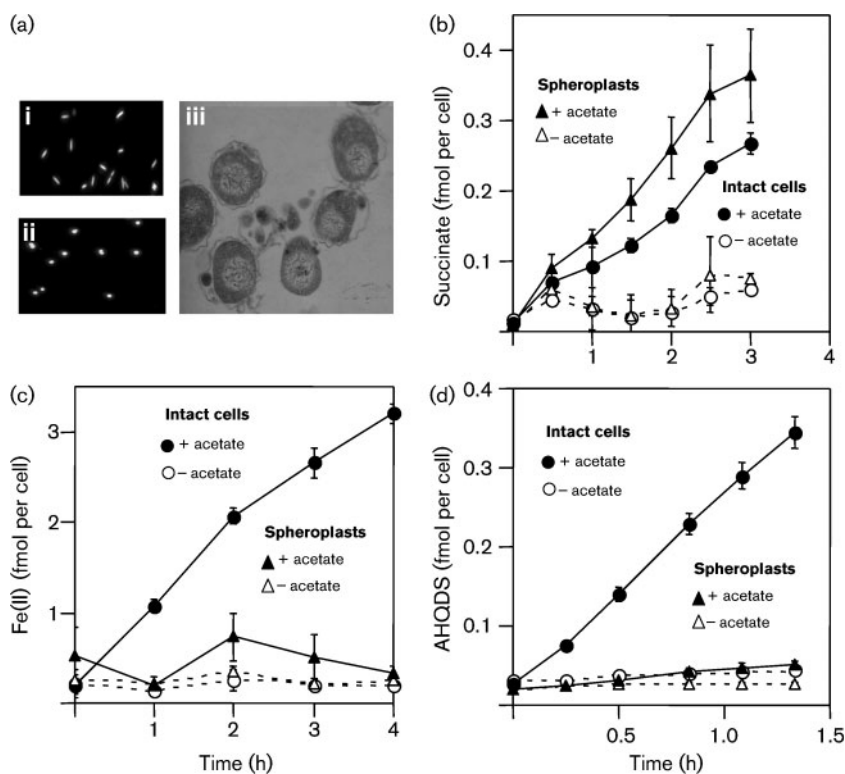 (a)
i
ii
iii
(b)
Succinate (fmol per cell)
0.4
0.3
0.2
0.1
1
2
3
4
Spheroplasts
+ acetate
– acetate
Intact cells
+ acetate
– acetate
(c)
Fe(II) (fmol per cell)
3
2
1
1
2
3
4
Time (h)
Intact cells
+ acetate
– acetate
Spheroplasts
+ acetate
– acetate
(d)
AHQDS (fmol per cell)
0.4
0.3
0.2
0.1
0.5
1.0
1.5
Time (h)
Intact cells
+ acetate
– acetate
Spheroplasts
+ acetate
– acetate